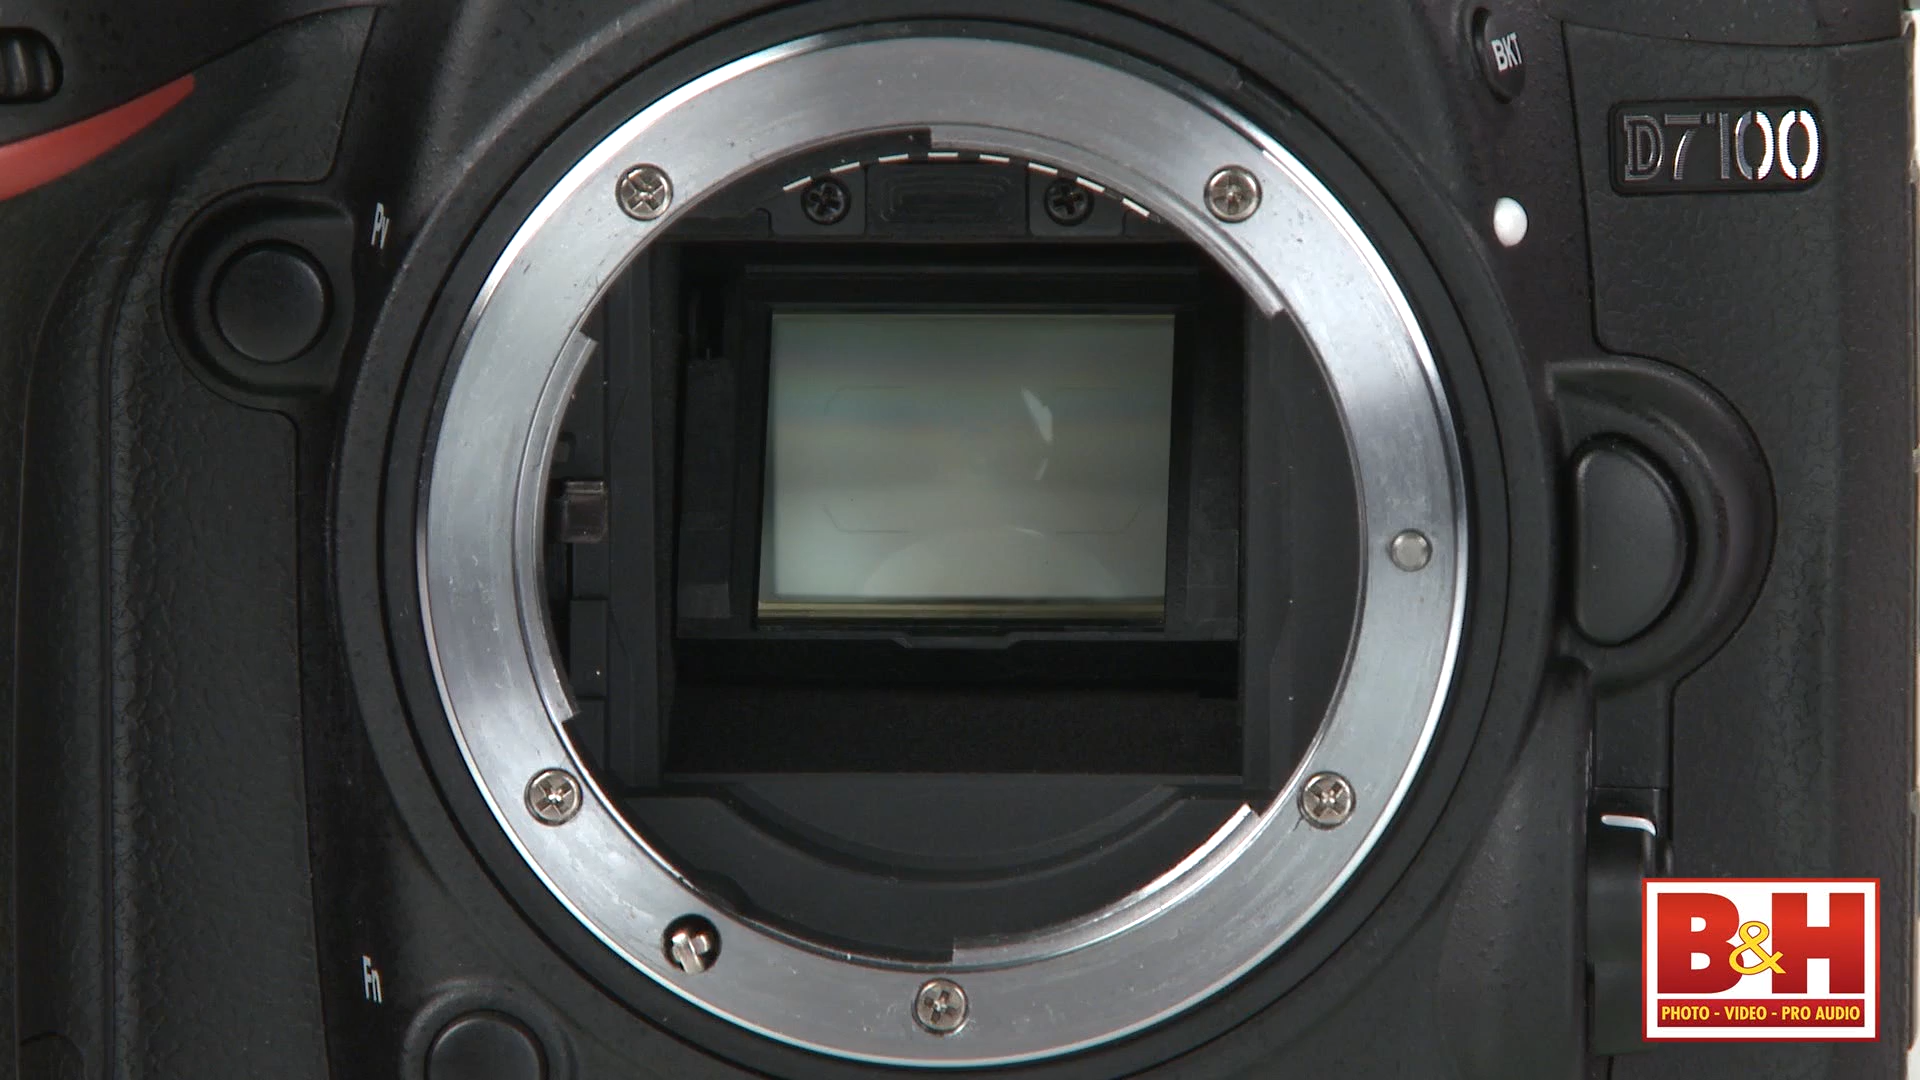 BKT
D7100
Pv
Fn
B&H
PHOTO - VIDEO - PRO AUDIO